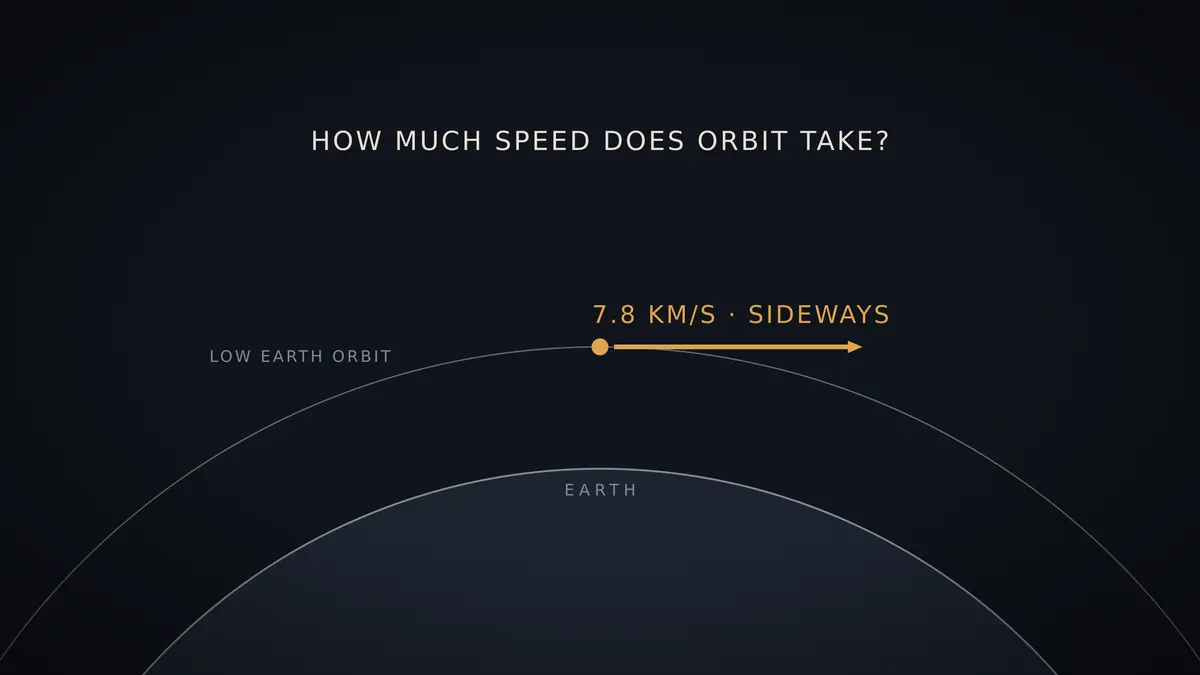 HOW MUCH SPEED DOES ORBIT TAKE?
7.8 KM/S · SIDEWAYS
LOW EARTH ORBIT
EARTH